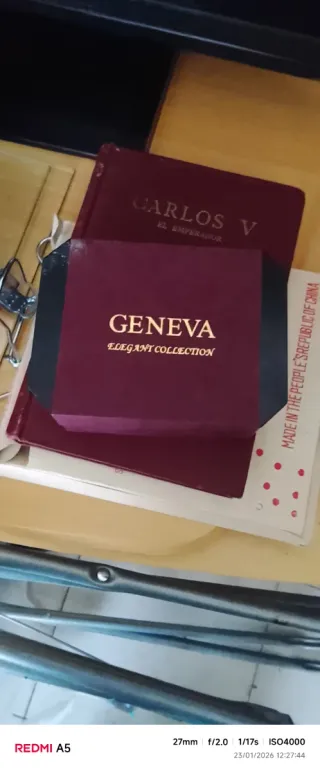 CARLOS V
EL EMPERADOR
GENEVA
ELEGANT COLLECTION
MADE IN THE PEOPLE'S REPUBLIC OF CHINA
REDMI A5
27mm | f/2.0 | 1/17s | ISO4000
23/01/2026 12:27:44